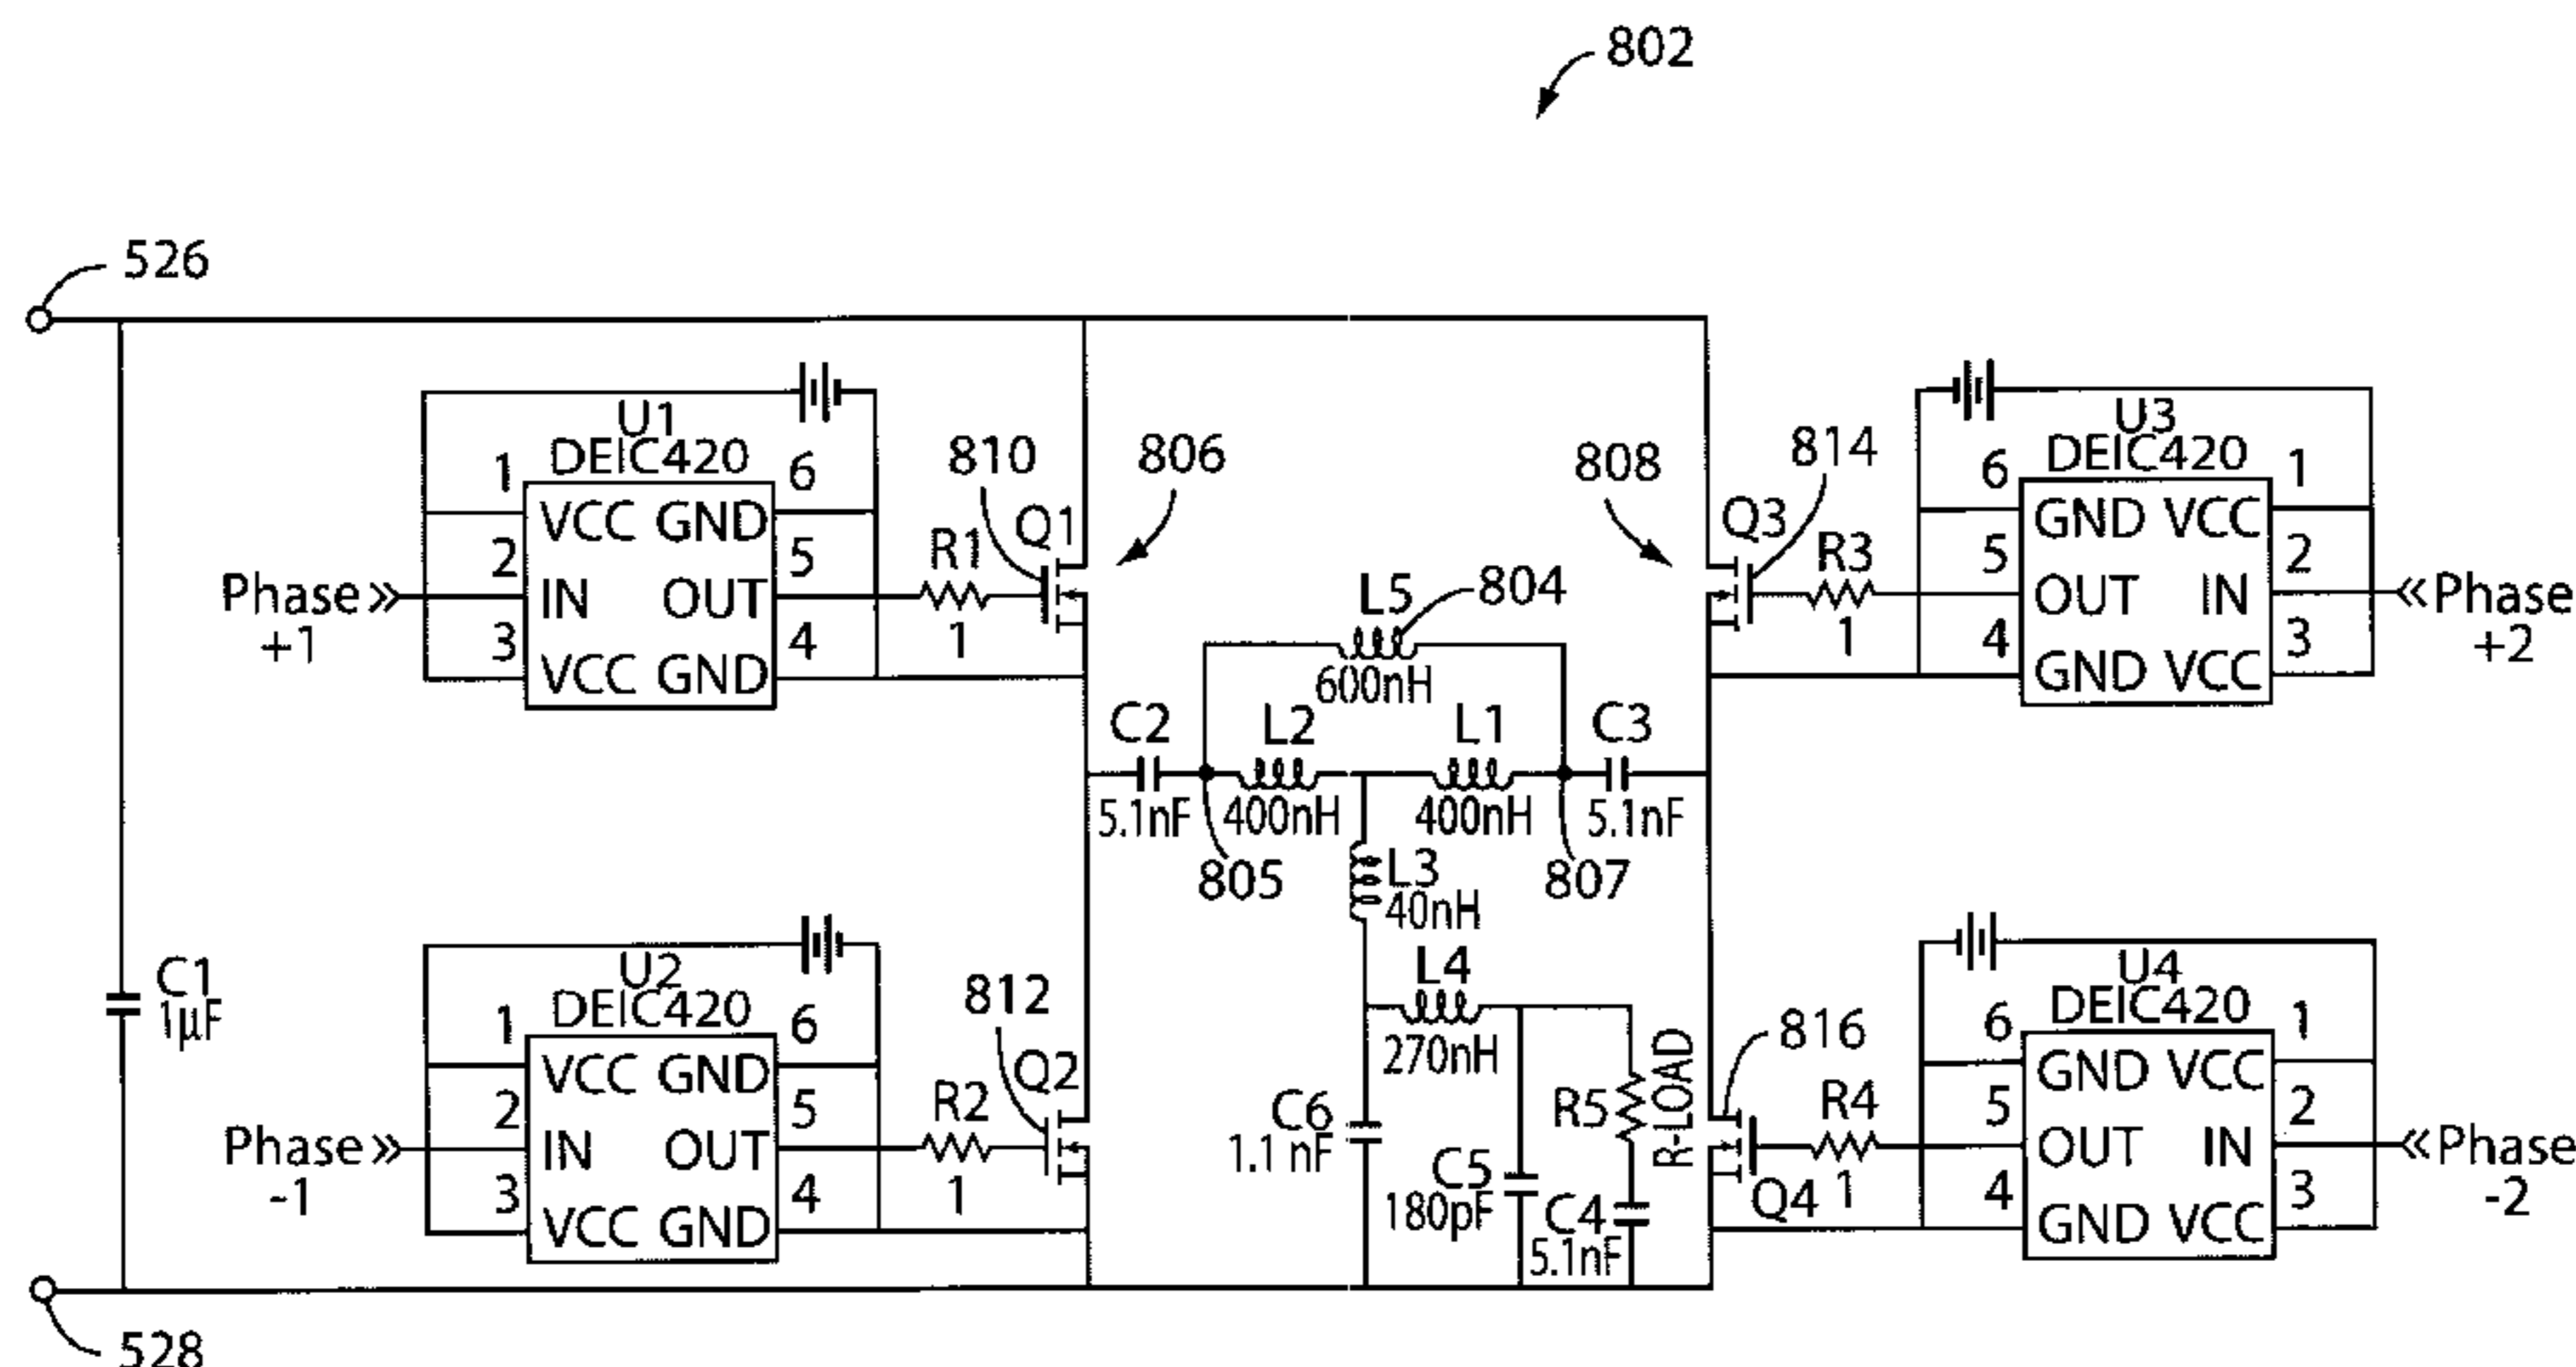 802
526
U1
DEIC420
1 VCC GND 6
2 IN OUT 5
3 VCC GND 4
Phase
+1
R1
1
810
Q1
806
808
814
Q3
R3
1
U3
DEIC420
6 GND VCC 1
5 OUT IN 2
4 GND VCC 3
Phase
+2
L5
804
600nH
C2
5.1nF
L2
400nH
L1
400nH
C3
5.1nF
805
807
L3
40nH
L4
270nH
C1
1µF
U2
DEIC420
1 VCC GND 6
2 IN OUT 5
3 VCC GND 4
Phase
-1
R2
1
812
Q2
C6
1.1 nF
C5
180pF
R5
R-LOAD
C4
5.1nF
816
Q4
R4
1
U4
DEIC420
6 GND VCC 1
5 OUT IN 2
4 GND VCC 3
Phase
-2
528